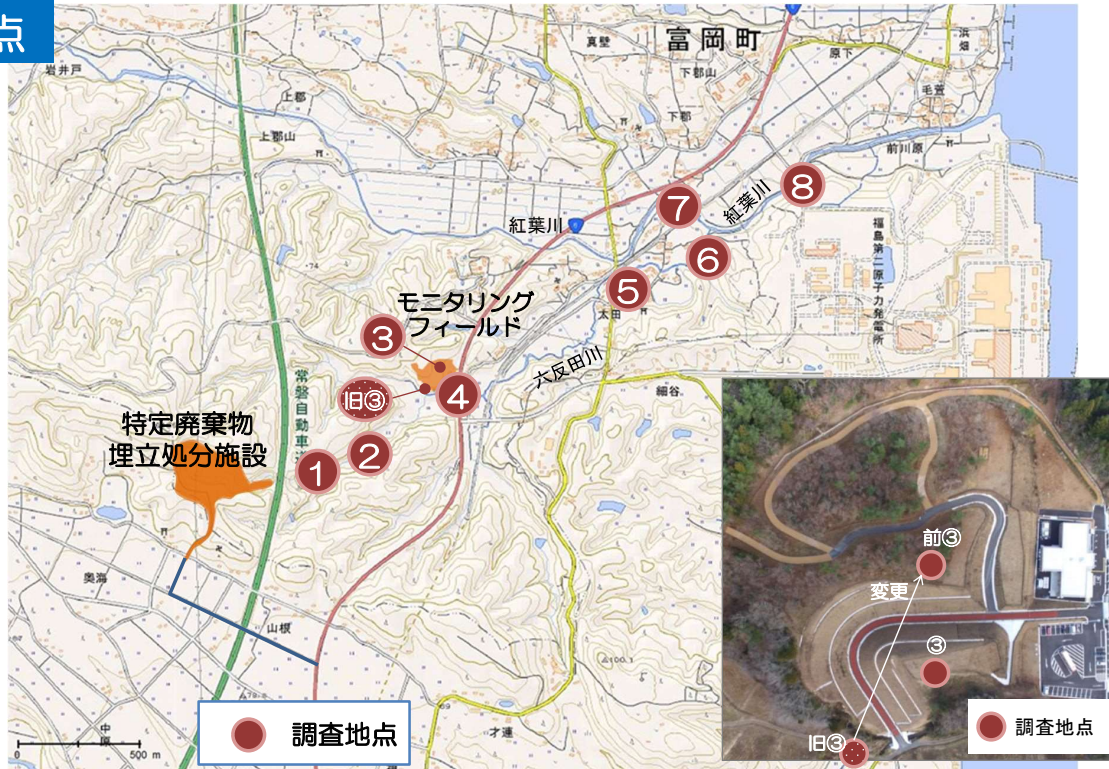 点
岩井戸
真壁
富岡町
原下
浜畑
下郡山
上郡
毛萱
下郡
上郡山
前川原
8
7
紅葉川
紅葉川
6
福島第二原子力発電所
・74
5
モニタリング
フィールド
太田
3
六反田川
常磐自動車道
旧③
4
細谷
特定廃棄物
埋立処分施設
2
1
前③
奥海
変更
山根
③
調査地点
旧③
調査地点
中原
500 m
才連